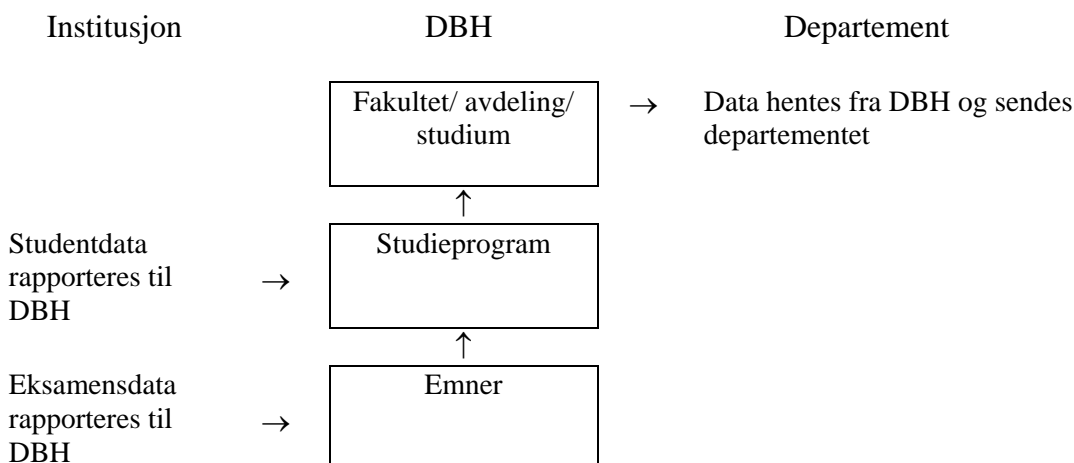 Institusjon DBH Departement
Fakultet/ avdeling/ → Data hentes fra DBH og sendes
studium departementet
↑
Studentdata Studieprogram
rapporteres til →
DBH
↑
Eksamensdata Emner
rapporteres til →
DBH